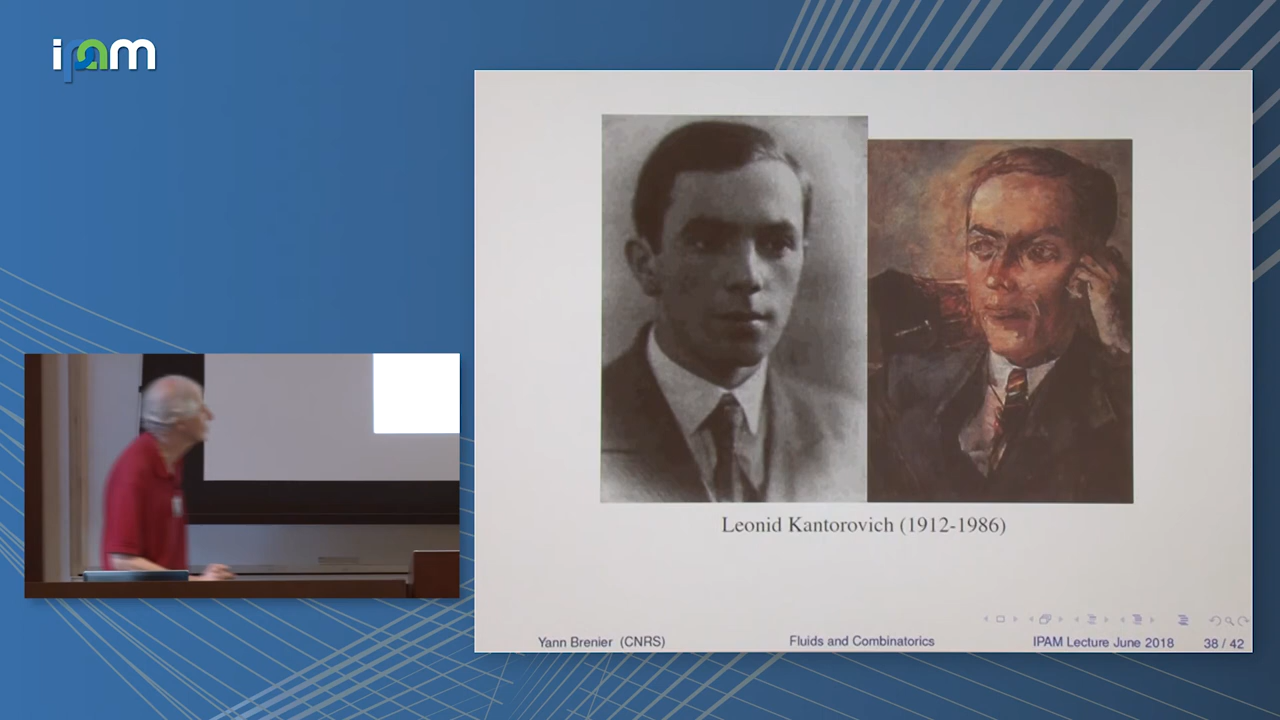 ipam
Leonid Kantorovich (1912-1986)
Yann Brenier (CNRS)
Fluids and Combinatorics
IPAM Lecture June 2018
38 / 42